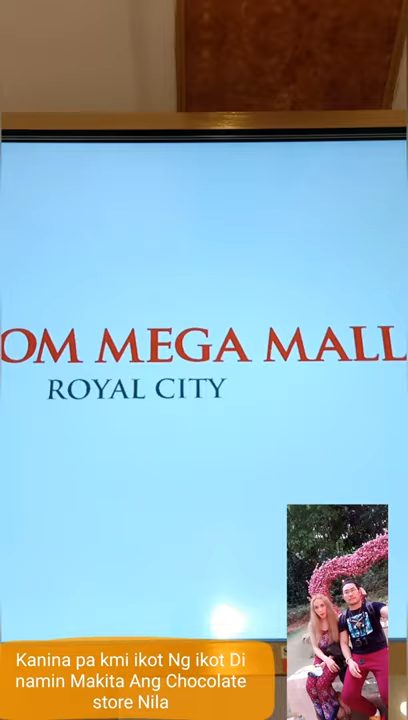 OM MEGA MALL
ROYAL CITY
Kanina pa kmi ikot Ng ikot Di
namin Makita Ang Chocolate
store Nila